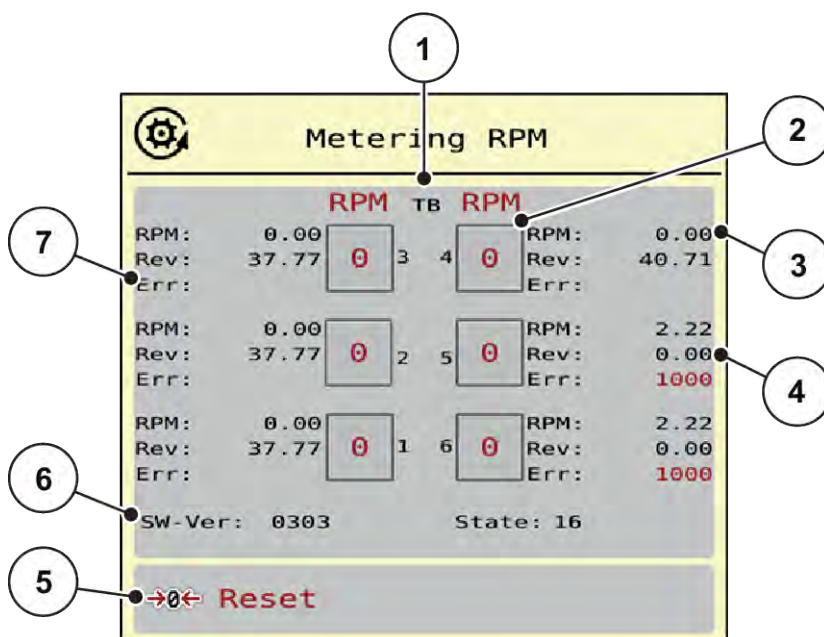 1
Metering RPM
2
RPM TB RPM
RPM: 0.00 RPM: 0.00
7 Rev: 37.77 0 3 4 0 Rev: 40.71 3
Err: Err:
RPM: 0.00 RPM: 2.22
Rev: 37.77 0 2 5 0 Rev: 0.00
Err: Err: 1000 4
RPM: 0.00 RPM: 2.22
Rev: 37.77 0 1 6 0 Rev: 0.00
6 Err: Err: 1000
SW-Ver: 0303 State: 16
5 →0← Reset